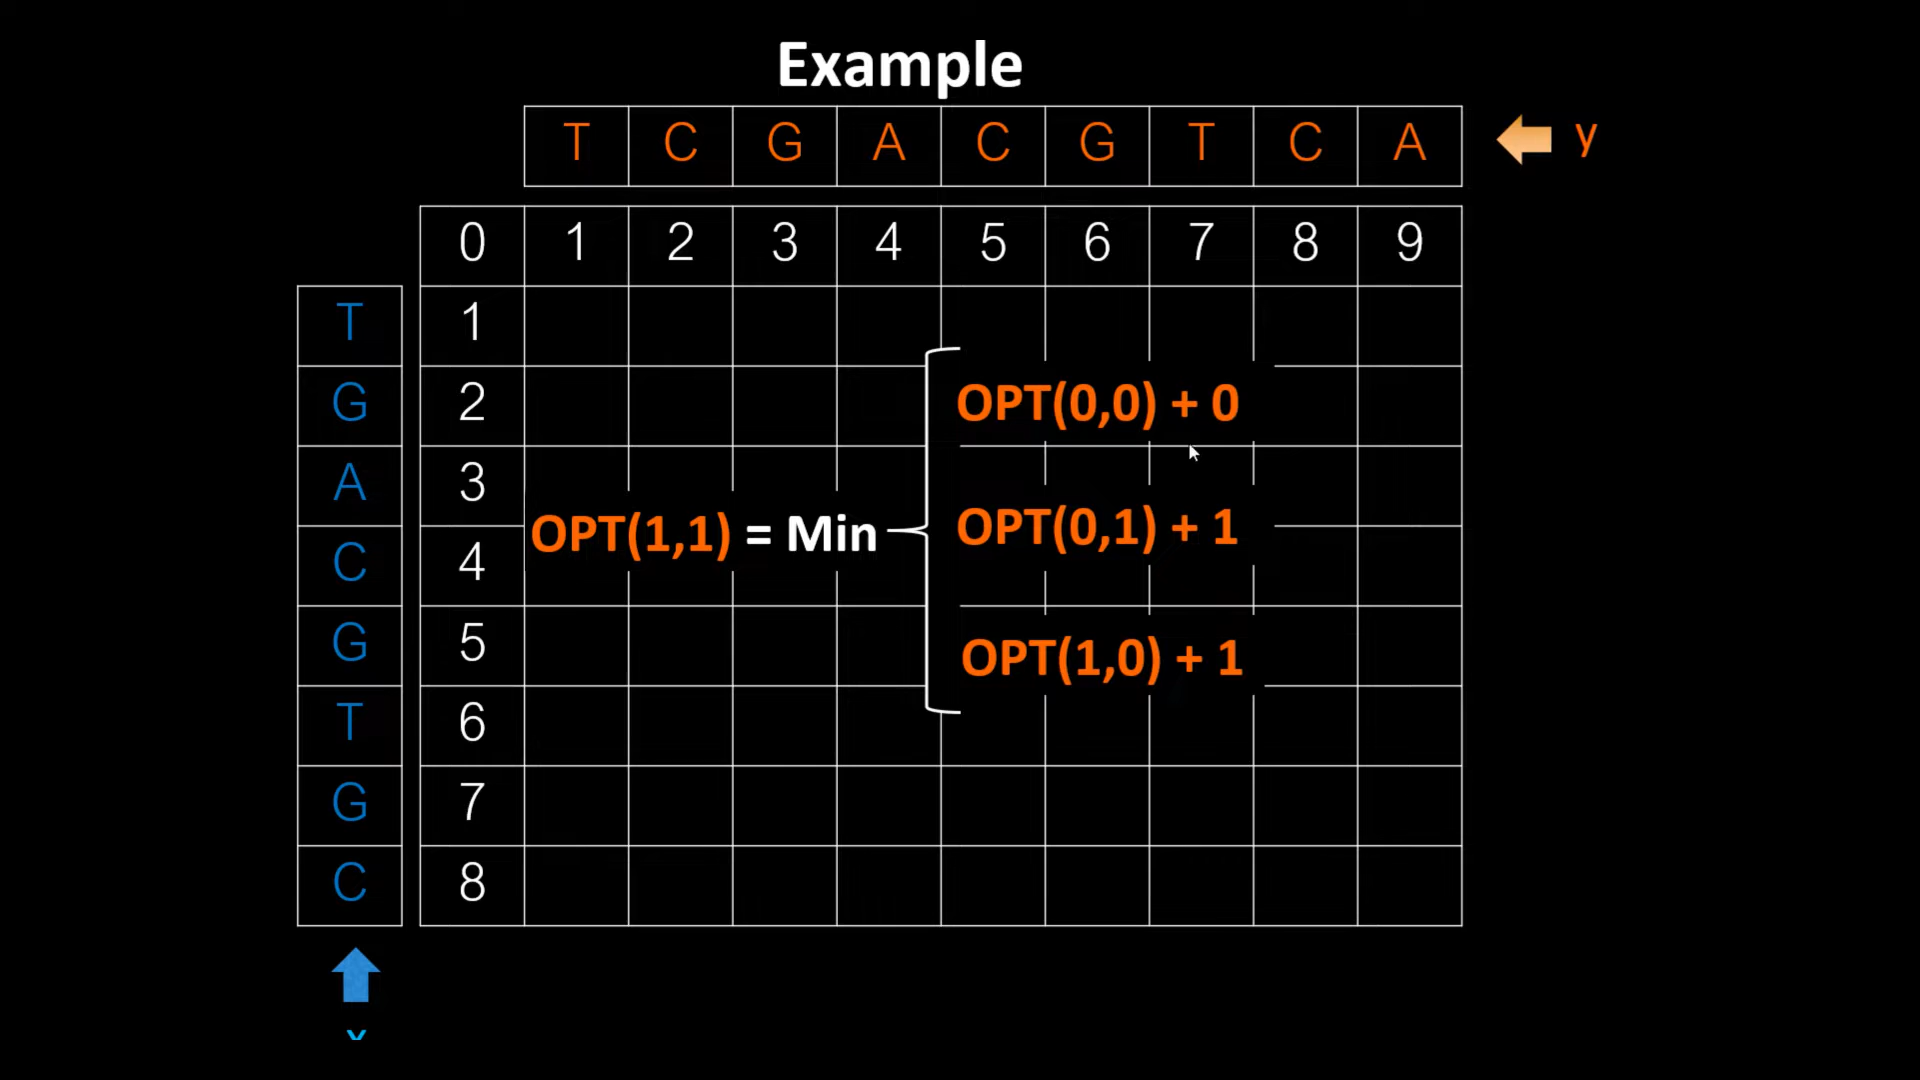 Example
T C G A C G T C A y
0 1 2 3 4 5 6 7 8 9
T 1
G 2
OPT(0,0) + 0
A 3
OPT(1,1) = Min
OPT(0,1) + 1
C 4
G 5
OPT(1,0) + 1
T 6
G 7
C 8
x